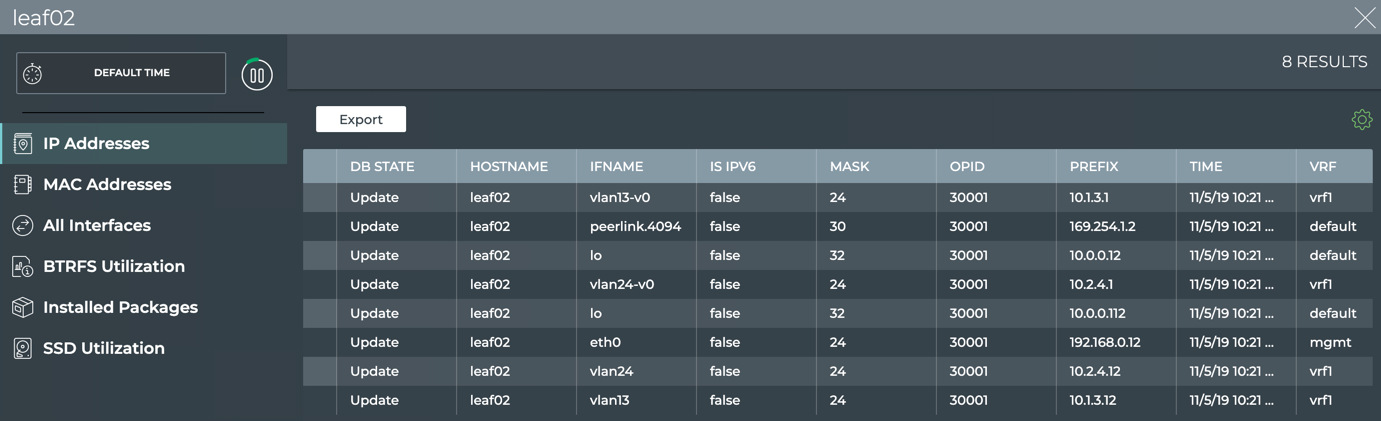 leaf02
DEFAULT TIME
8 RESULTS
IP Addresses
MAC Addresses
All Interfaces
BTRFS Utilization
Installed Packages
SSD Utilization
Export
DB STATE HOSTNAME IFNAME IS IPV6 MASK OPID PREFIX TIME VRF
Update leaf02 vlan13-v0 false 24 30001 10.1.3.1 11/5/19 10:21 ... vrf1
Update leaf02 peerlink.4094 false 30 30001 169.254.1.2 11/5/19 10:21 ... default
Update leaf02 lo false 32 30001 10.0.0.12 11/5/19 10:21 ... default
Update leaf02 vlan24-v0 false 24 30001 10.2.4.1 11/5/19 10:21 ... vrf1
Update leaf02 lo false 32 30001 10.0.0.112 11/5/19 10:21 ... default
Update leaf02 eth0 false 24 30001 192.168.0.12 11/5/19 10:21 ... mgmt
Update leaf02 vlan24 false 24 30001 10.2.4.12 11/5/19 10:21 ... vrf1
Update leaf02 vlan13 false 24 30001 10.1.3.12 11/5/19 10:21 ... vrf1